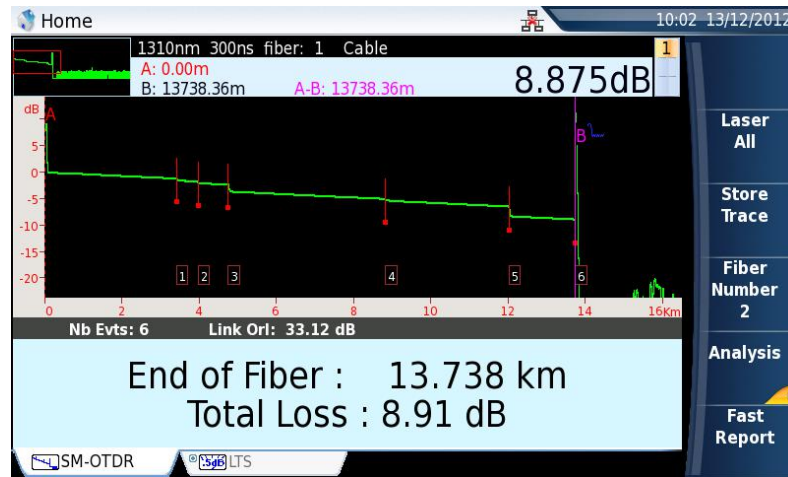 Home
10:02 13/12/2012
1310nm 300ns fiber: 1 Cable
1
A: 0.00m
B: 13738.36m A-B: 13738.36m
8.875dB
dB
A
B
5
0
-5
-10
-15
-20
1 2 3 4 5 6
0 2 4 6 8 10 12 14 16Km
Nb Evts: 6 Link Orl: 33.12 dB
End of Fiber : 13.738 km
Total Loss : 8.91 dB
SM-OTDR
.5dB LTS
Laser
All
Store
Trace
Fiber
Number
2
Analysis
Fast
Report